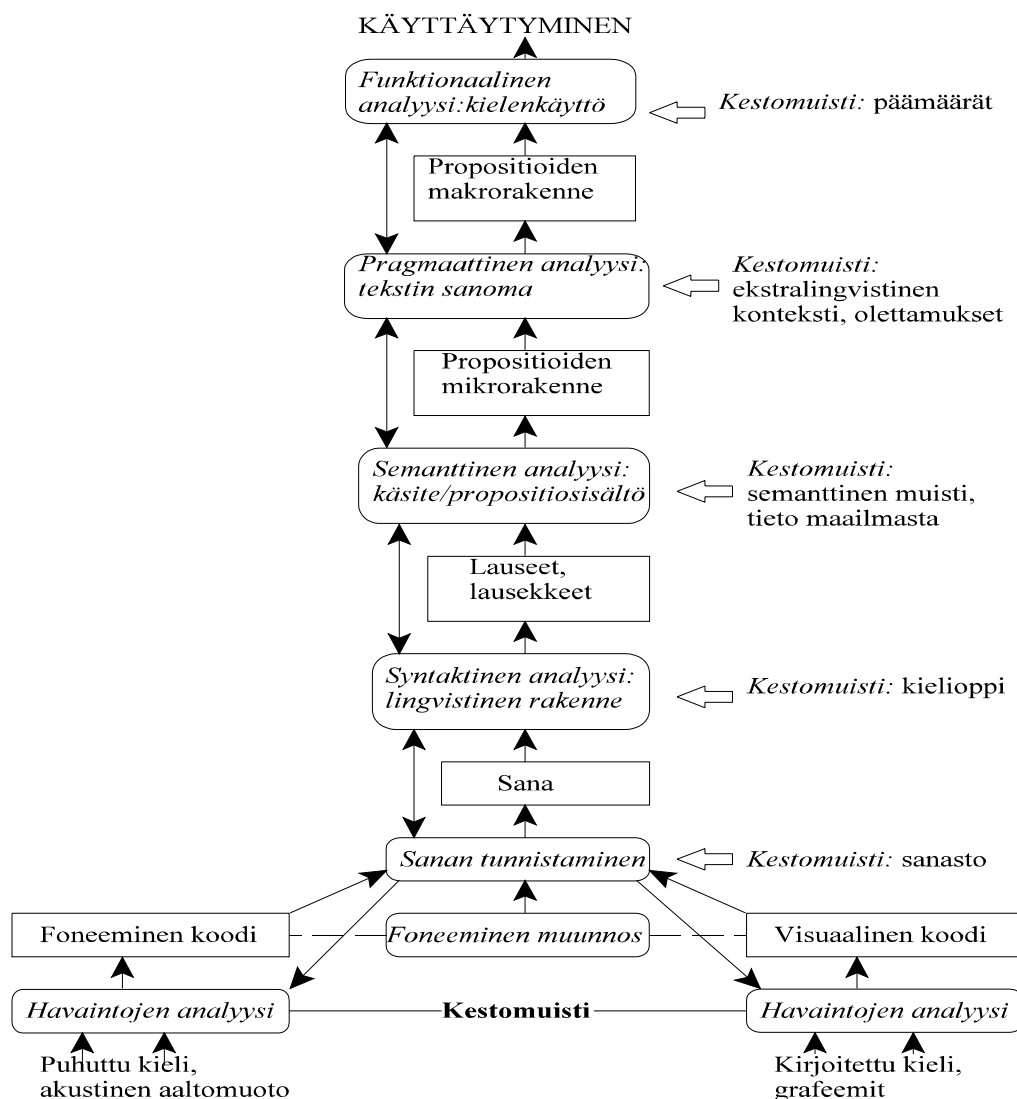 KÄYTTÄYTYMINEN
Funktionaalinen
analyysi:kielenkäyttö
Kestomuisti: päämäärät
Propositioiden
makrorakenne
Pragmaattinen analyysi:
tekstin sanoma
Kestomuisti:
ekstralingvistinen
konteksti, olettamukset
Propositioiden
mikrorakenne
Semanttinen analyysi:
käsite/propositiosisältö
Kestomuisti:
semanttinen muisti,
tieto maailmasta
Lauseet,
lausekkeet
Syntaktinen analyysi:
lingvistinen rakenne
Kestomuisti: kielioppi
Sana
Sanan tunnistaminen
Kestomuisti: sanasto
Foneeminen koodi
Foneeminen muunnos
Visuaalinen koodi
Havaintojen analyysi
Kestomuisti
Havaintojen analyysi
Puhuttu kieli,
akustinen aaltomuoto
Kirjoitettu kieli,
grafeemit